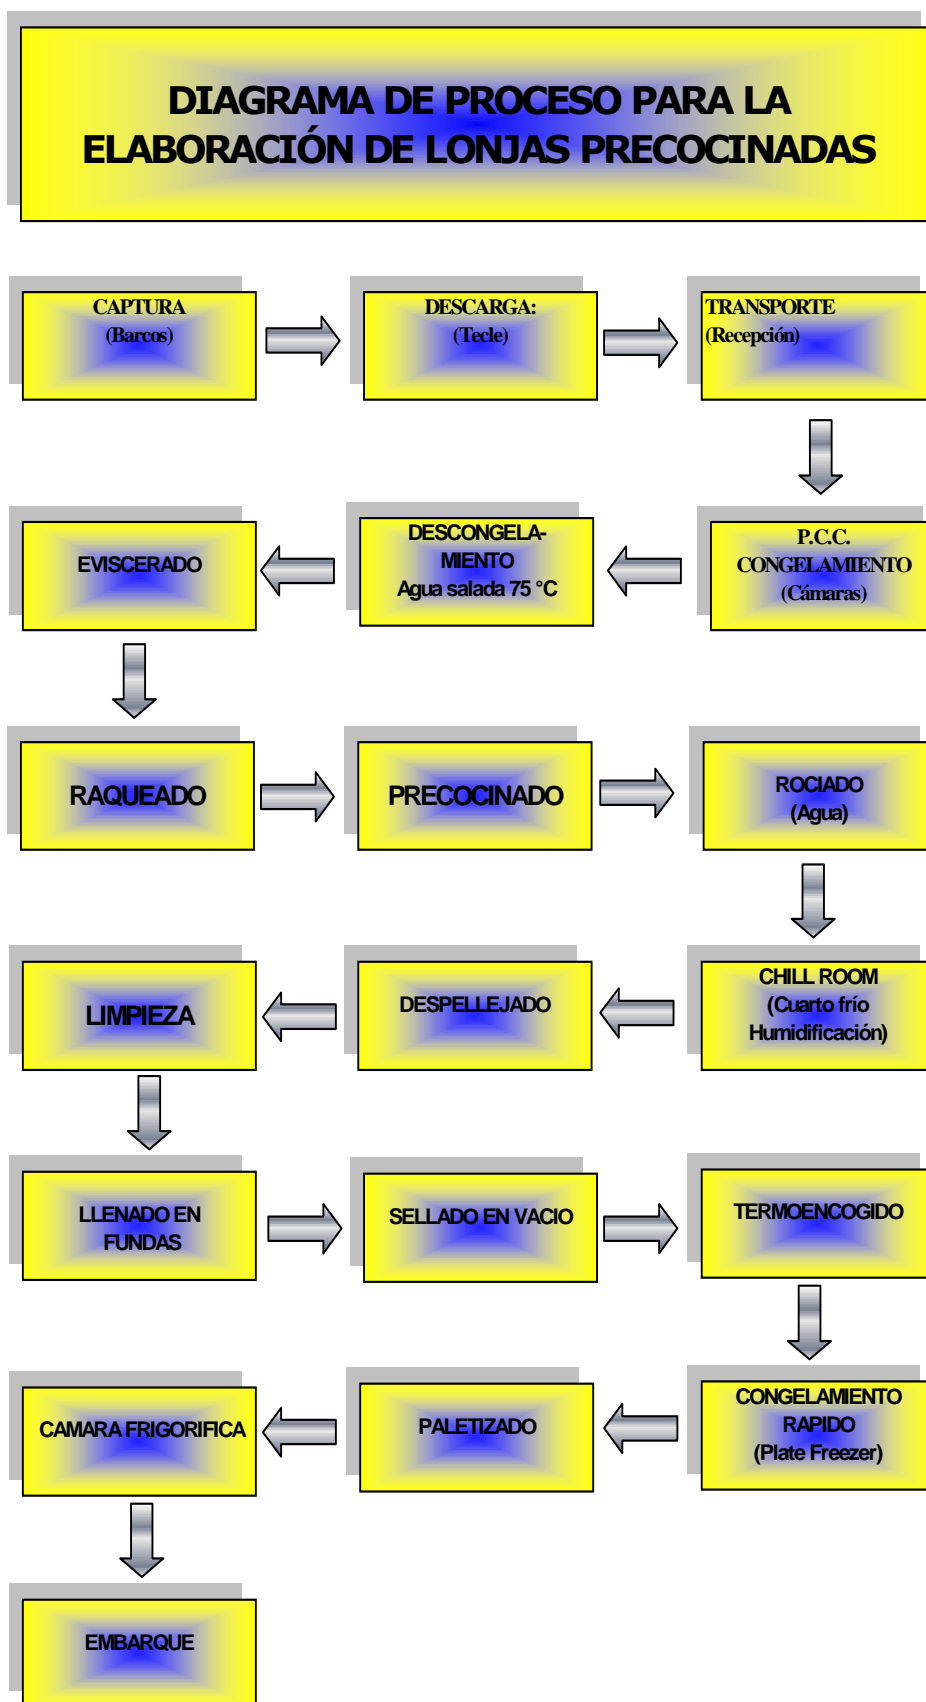 DIAGRAMA DE PROCESO PARA LA
ELABORACIÓN DE LONJAS PRECOCINADAS
CAPTURA
(Barcos)
DESCARGA:
(Tecle)
TRANSPORTE
(Recepción)
P.C.C.
CONGELAMIENTO
(Cámaras)
DESCONGELA-
MIENTO
Agua salada 75 °C
EVISCERADO
RAQUEADO
PRECOCINADO
ROCIADO
(Agua)
CHILL ROOM
(Cuarto frío
Humidificación)
DESPELLEJADO
LIMPIEZA
LLENADO EN
FUNDAS
SELLADO EN VACIO
TERMOENCOGIDO
CONGELAMIENTO
RAPIDO
(Plate Freezer)
PALETIZADO
CAMARA FRIGORIFICA
EMBARQUE